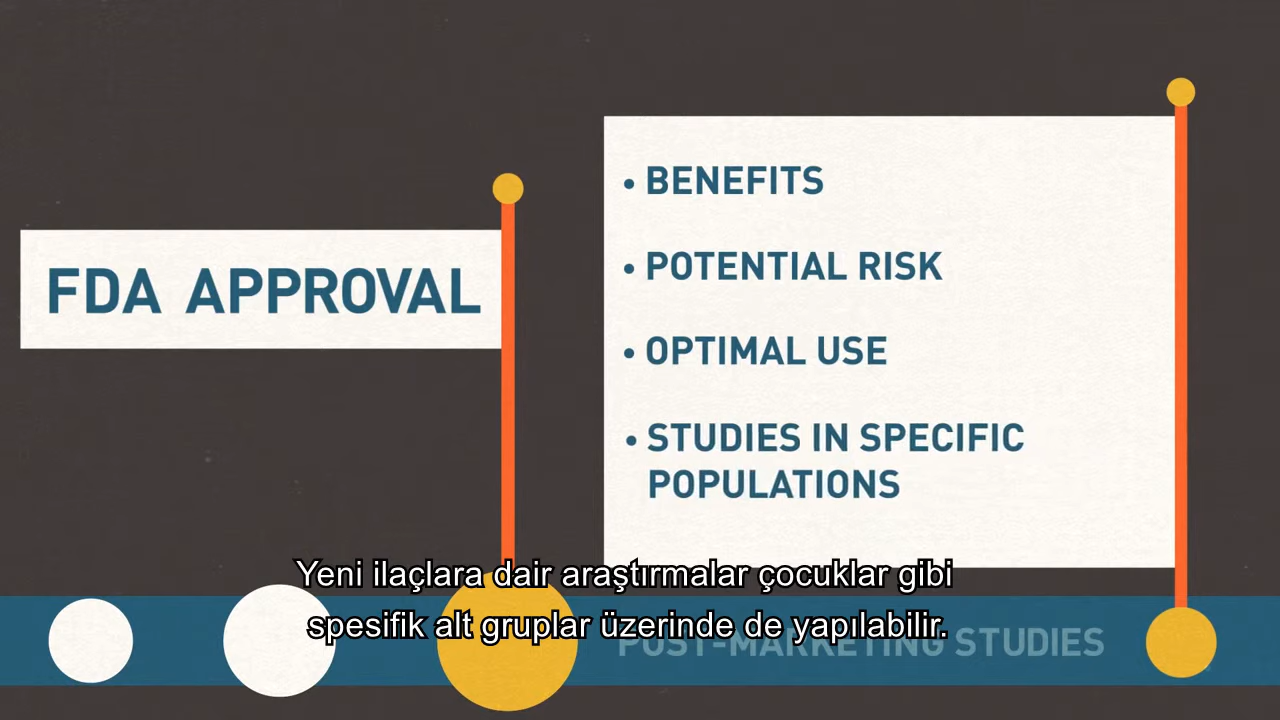 FDA APPROVAL
• BENEFITS
• POTENTIAL RISK
• OPTIMAL USE
• STUDIES IN SPECIFIC
POPULATIONS
POST-MARKETING STUDIES
Yeni ilaçlara dair araştırmalar çocuklar gibi
spesifik alt gruplar üzerinde de yapılabilir.